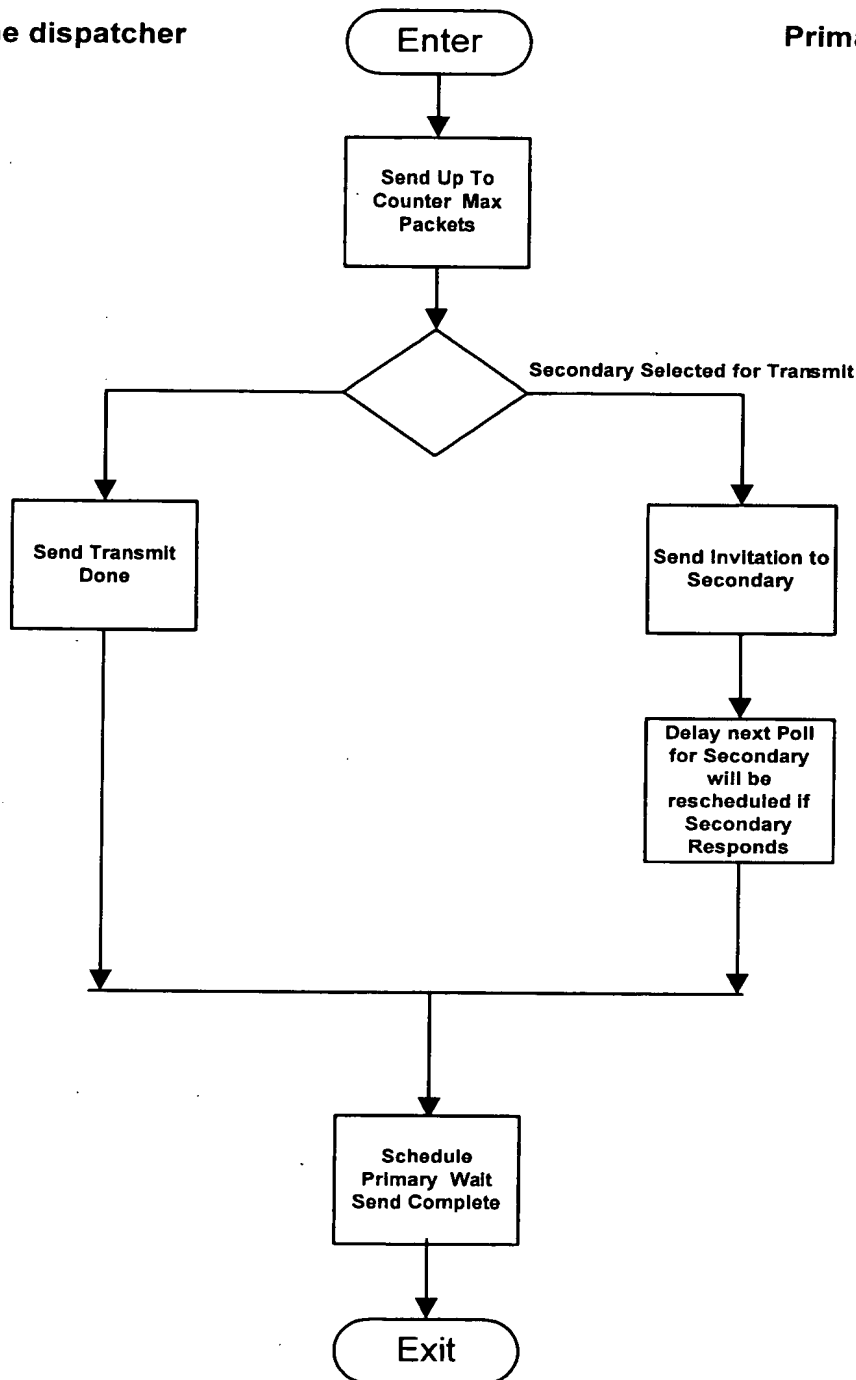 e dispatcher
Enter
Prima
Send Up To
Counter Max
Packets
Secondary Selected for Transmit
Send Transmit
Done
Send Invitation to
Secondary
Delay next Poll
for Secondary
will be
rescheduled if
Secondary
Responds
Schedule
Primary Wait
Send Complete
Exit